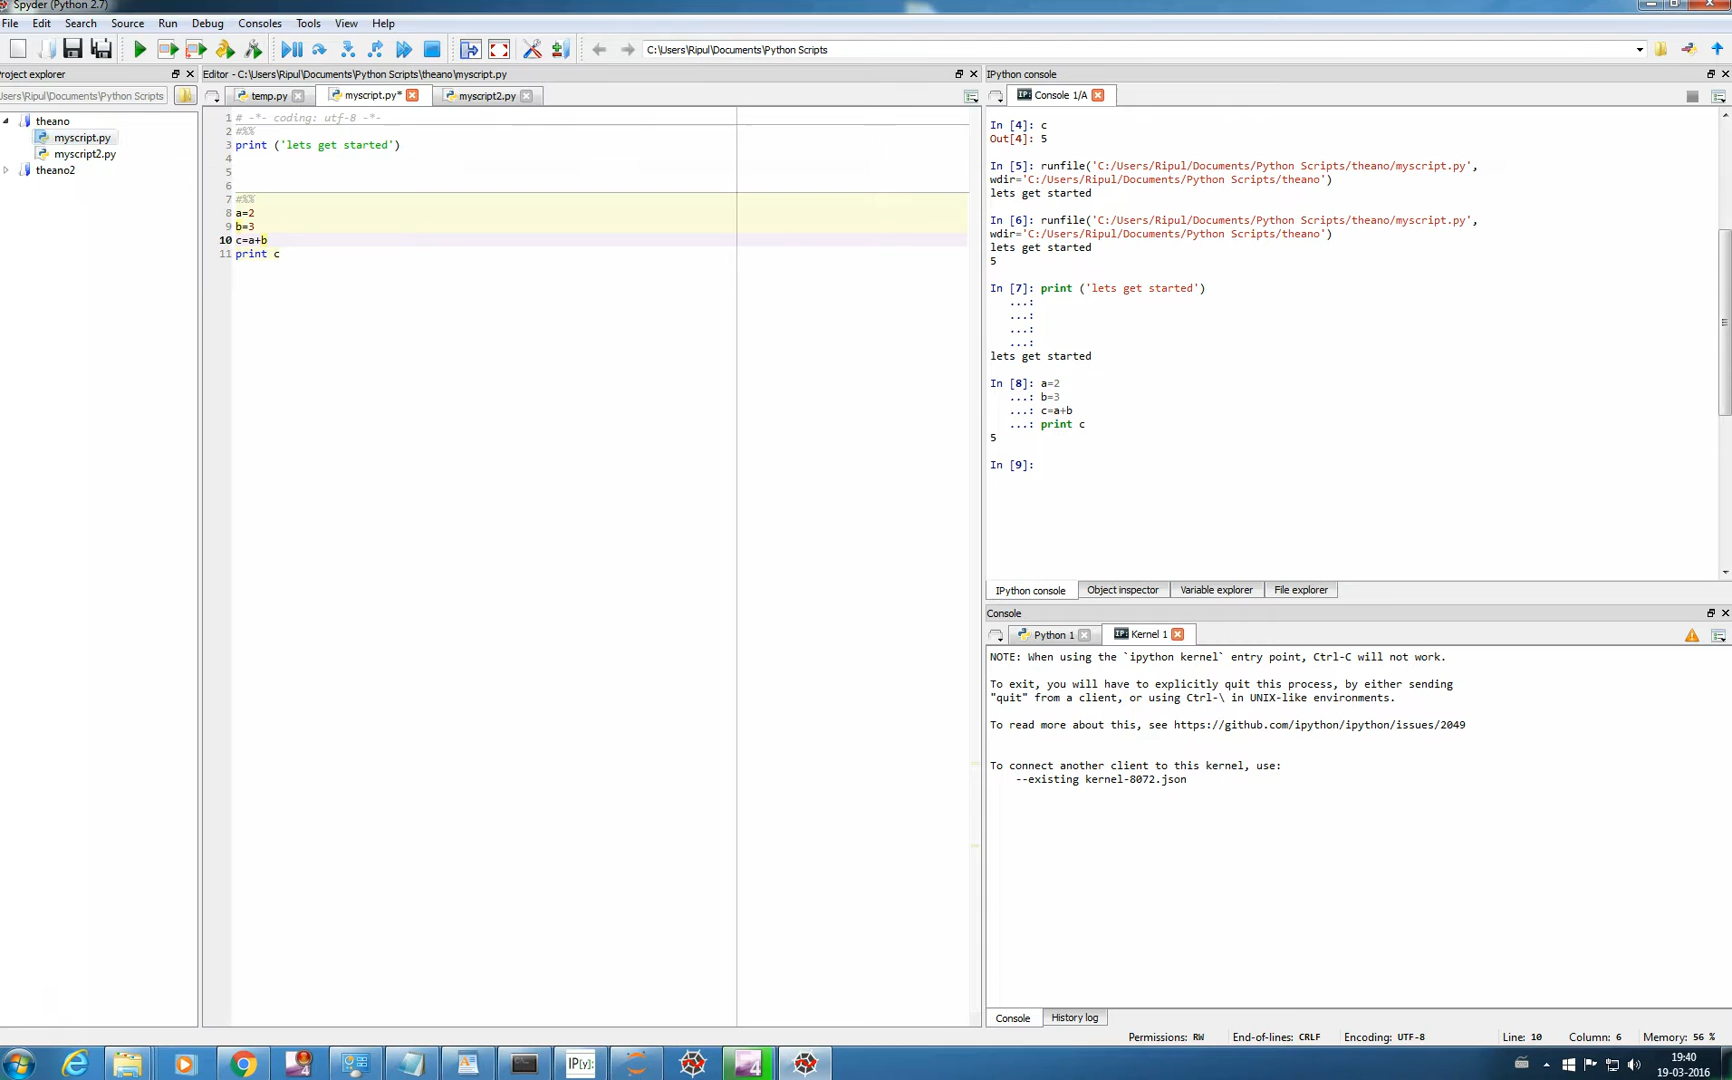 Spyder (Python 2.7)
File Edit Search Source Run Debug Consoles Tools View Help
C:\Users\Ripul\Documents\Python Scripts
roject explorer
sers\Ripul\Documents\Python Scripts
theano
myscript.py
myscript2.py
theano2
Editor - C:\Users\Ripul\Documents\Python Scripts\theano\myscript.py
temp.py myscript.py* myscript2.py
1 # -*- coding: utf-8 -*-
2 #%%
3 print ('lets get started')
4
5
6
7 #%%
8 a=2
9 b=3
10 c=a+b
11 print c
IPython console
IP: Console 1/A
In [4]: c
Out[4]: 5
In [5]: runfile('C:/Users/Ripul/Documents/Python Scripts/theano/myscript.py',
wdir='C:/Users/Ripul/Documents/Python Scripts/theano')
lets get started
In [6]: runfile('C:/Users/Ripul/Documents/Python Scripts/theano/myscript.py',
wdir='C:/Users/Ripul/Documents/Python Scripts/theano')
lets get started
5
In [7]: print ('lets get started')
...:
...:
...:
...:
lets get started
In [8]: a=2
...: b=3
...: c=a+b
...: print c
5
In [9]:
IPython console Object inspector Variable explorer File explorer
Console
Python 1 IP: Kernel 1
NOTE: When using the `ipython kernel` entry point, Ctrl-C will not work.
To exit, you will have to explicitly quit this process, by either sending
"quit" from a client, or using Ctrl-\ in UNIX-like environments.
To read more about this, see https://github.com/ipython/ipython/issues/2049
To connect another client to this kernel, use:
--existing kernel-8072.json
Console History log
Permissions: RW End-of-lines: CRLF Encoding: UTF-8 Line: 10 Column: 6 Memory: 56 %
IP[y]:
4
4
19:40
19-03-2016